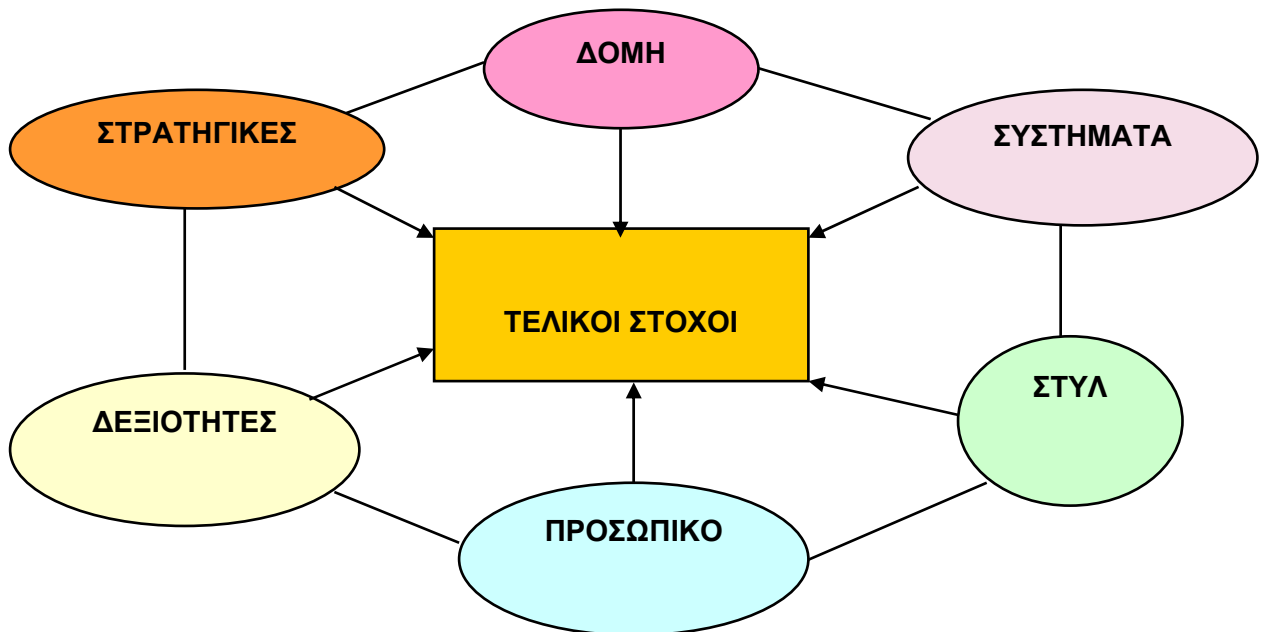 ΔΟΜΗ
ΣΤΡΑΤΗΓΙΚΕΣ
ΣΥΣΤΗΜΑΤΑ
ΤΕΛΙΚΟΙ ΣΤΟΧΟΙ
ΣΤΥΛ
ΔΕΞΙΟΤΗΤΕΣ
ΠΡΟΣΩΠΙΚΟ